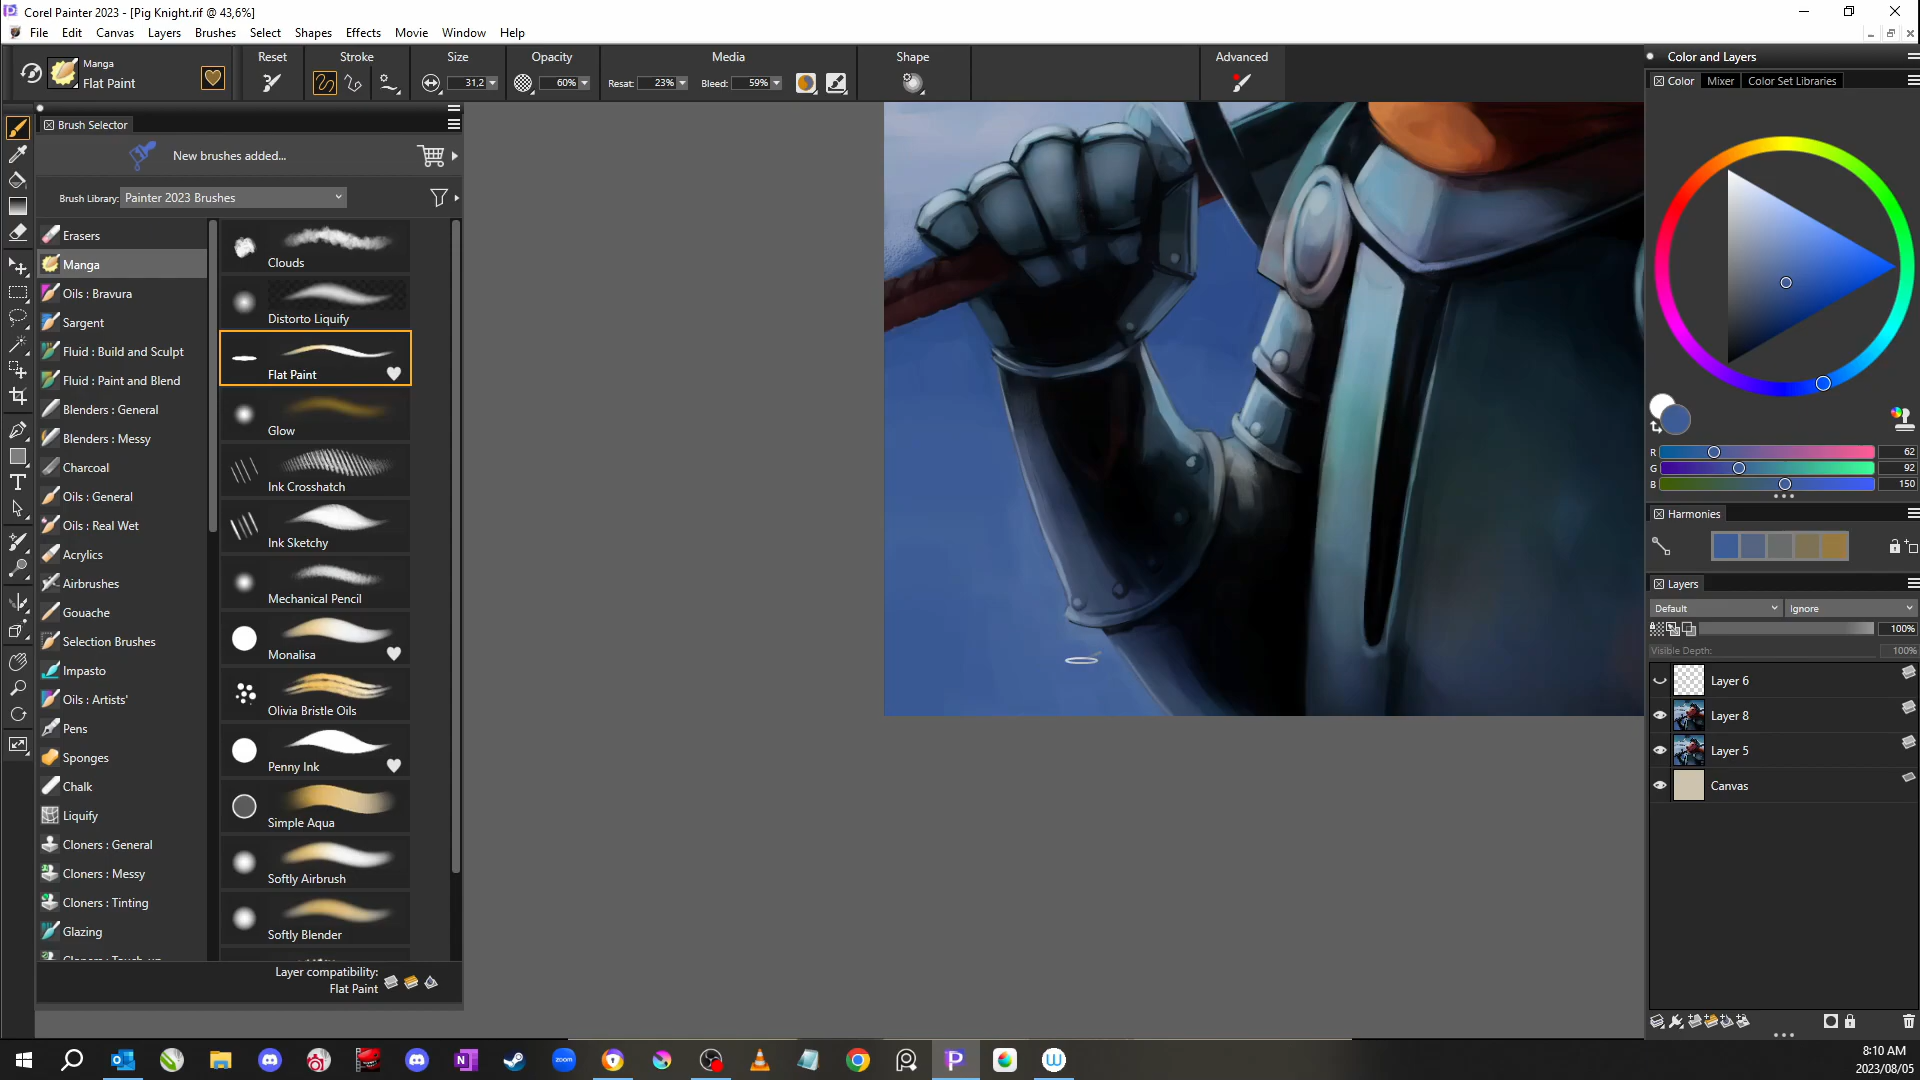 Corel Painter 2023 - [Pig Knight.rif @ 43,6%]
File Edit Canvas Layers Brushes Select Shapes Effects Movie Window Help
Manga
Flat Paint
Reset
Stroke
Size
31,2
Opacity
60%
Media
Resat: 23%
Bleed: 59%
Shape
Advanced
Brush Selector
New brushes added...
Brush Library: Painter 2023 Brushes
Erasers
Manga
Oils : Bravura
Sargent
Fluid : Build and Sculpt
Fluid : Paint and Blend
Blenders : General
Blenders : Messy
Charcoal
Oils : General
Oils : Real Wet
Acrylics
Airbrushes
Gouache
Selection Brushes
Impasto
Oils : Artists'
Pens
Sponges
Chalk
Liquify
Cloners : General
Cloners : Messy
Cloners : Tinting
Glazing
Clouds
Distorto Liquify
Flat Paint
Glow
Ink Crosshatch
Ink Sketchy
Mechanical Pencil
Monalisa
Olivia Bristle Oils
Penny Ink
Simple Aqua
Softly Airbrush
Softly Blender
Layer compatibility:
Flat Paint
Color and Layers
Color Mixer Color Set Libraries
R 62
G 92
B 150
Harmonies
Layers
Default Ignore
100%
Visible Depth: 100%
Layer 6
Layer 8
Layer 5
Canvas
zoom
8:10 AM
2023/08/05